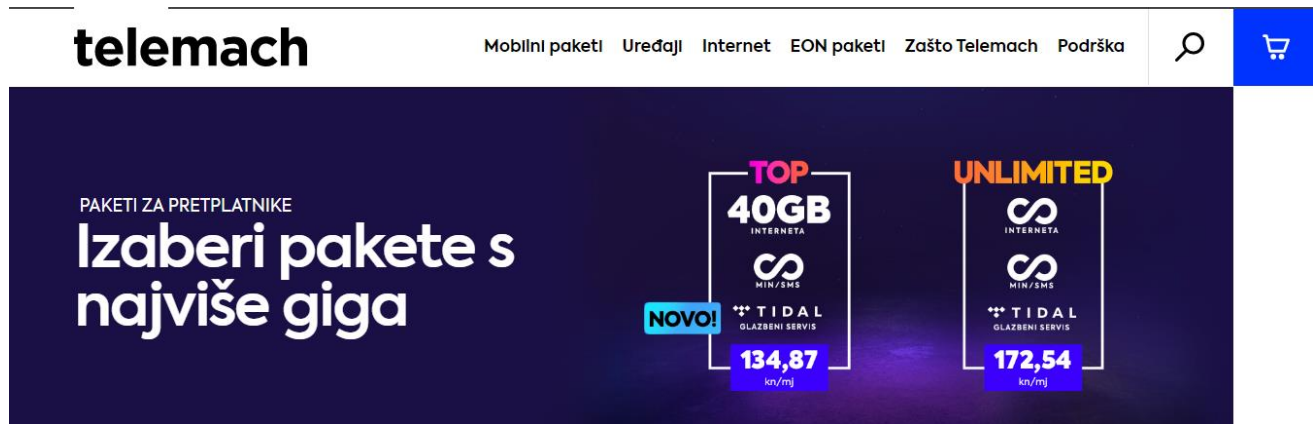 telemach
Mobilni paketi Uređaji Internet EON paketi Zašto Telemach Podrška
PAKETI ZA PRETPLATNIKE
Izaberi pakete s
najviše giga
TOP
40GB
INTERNETA
MIN/SMS
NOVO!
TIDAL
GLAZBENI SERVIS
134,87
kn/mj
UNLIMITED
INTERNETA
MIN/SMS
TIDAL
GLAZBENI SERVIS
172,54
kn/mj